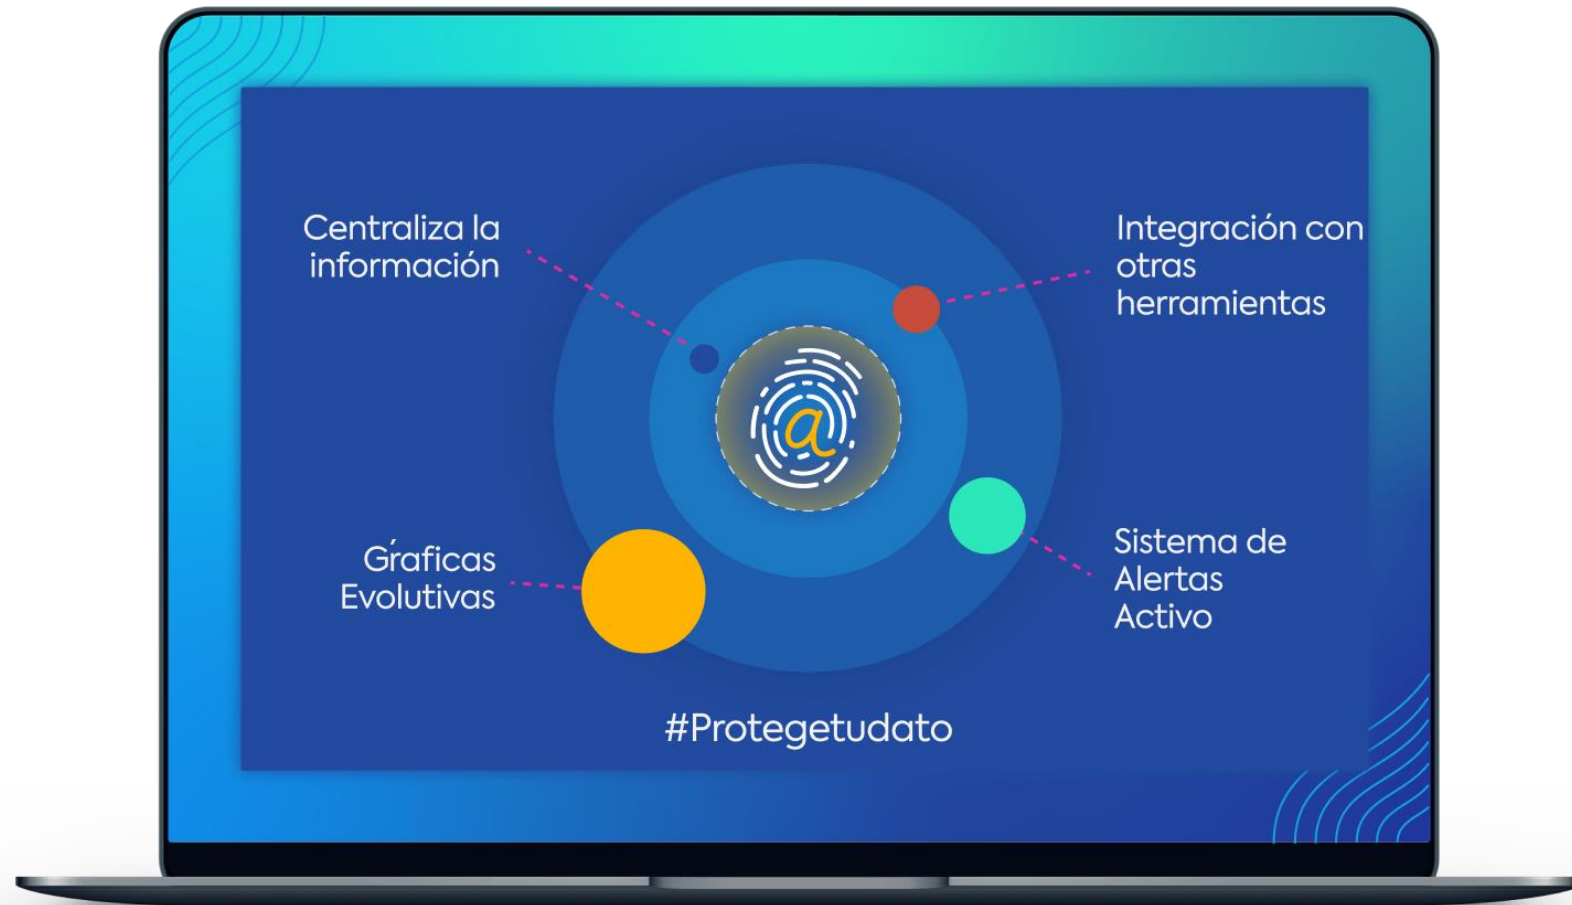 Centraliza la
información
Integración con
otras
herramientas
a
Gŕaficas
Evolutivas
Sistema de
Alertas
Activo
#Protegetudato